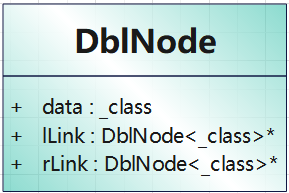 DblNode
+ data : _class
+ lLink : DblNode<_class>*
+ rLink : DblNode<_class>*